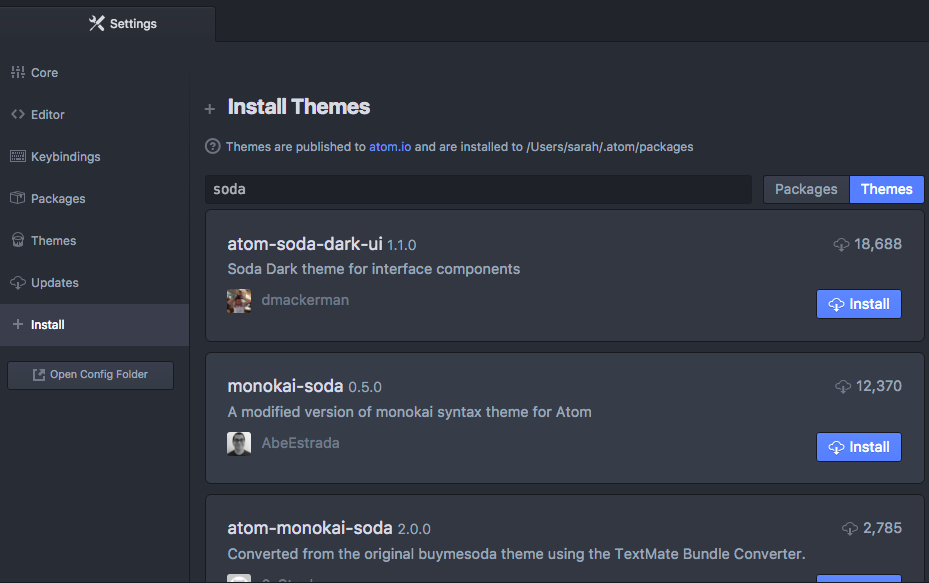 Settings
Core
Editor
Keybindings
Packages
Themes
Updates
Install
Open Config Folder
Install Themes
Themes are published to atom.io and are installed to /Users/sarah/.atom/packages
soda
Packages Themes
atom-soda-dark-ui 1.1.0 18,688
Soda Dark theme for interface components
dmackerman
Install
monokai-soda 0.5.0 12,370
A modified version of monokai syntax theme for Atom
AbeEstrada
Install
atom-monokai-soda 2.0.0 2,785
Converted from the original buymesoda theme using the TextMate Bundle Converter.